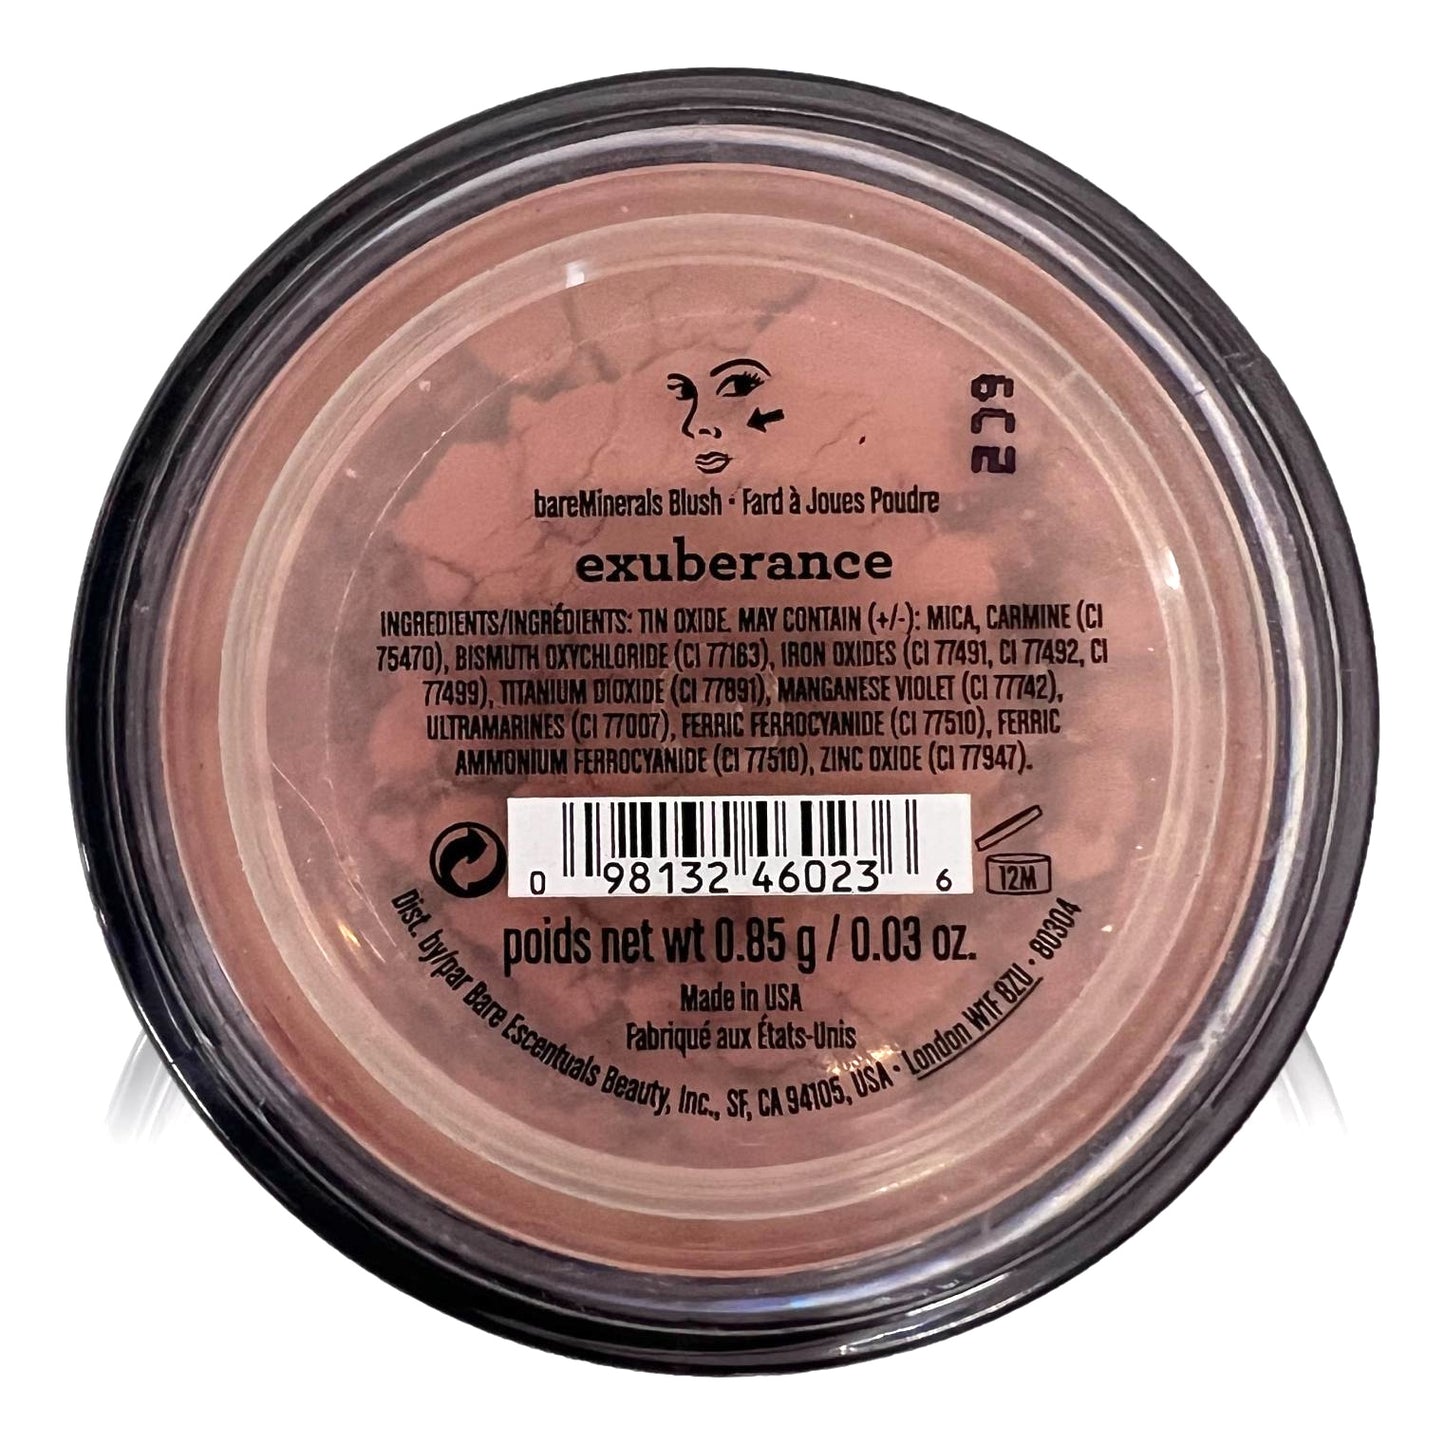 6C2
bareMinerals Blush • Fard à Joues Poudre
exuberance
INGREDIENTS/INGRÉDIENTS: TIN OXIDE. MAY CONTAIN (+/-): MICA, CARMINE (CI
75470), BISMUTH OXYCHLORIDE (CI 77163), IRON OXIDES (CI 77491, CI 77492, CI
77499), TITANIUM DIOXIDE (CI 77891), MANGANESE VIOLET (CI 77742),
ULTRAMARINES (CI 77007), FERRIC FERROCYANIDE (CI 77510), FERRIC
AMMONIUM FERROCYANIDE (CI 77510), ZINC OXIDE (CI 77947).
0 98132 46023 6
12M
poids net wt 0.85 g / 0.03 oz.
Made in USA
Fabriqué aux États-Unis
Dist. by/par Bare Escentuals Beauty, Inc., SF, CA 94105, USA • London W1F 8ZU • 80304